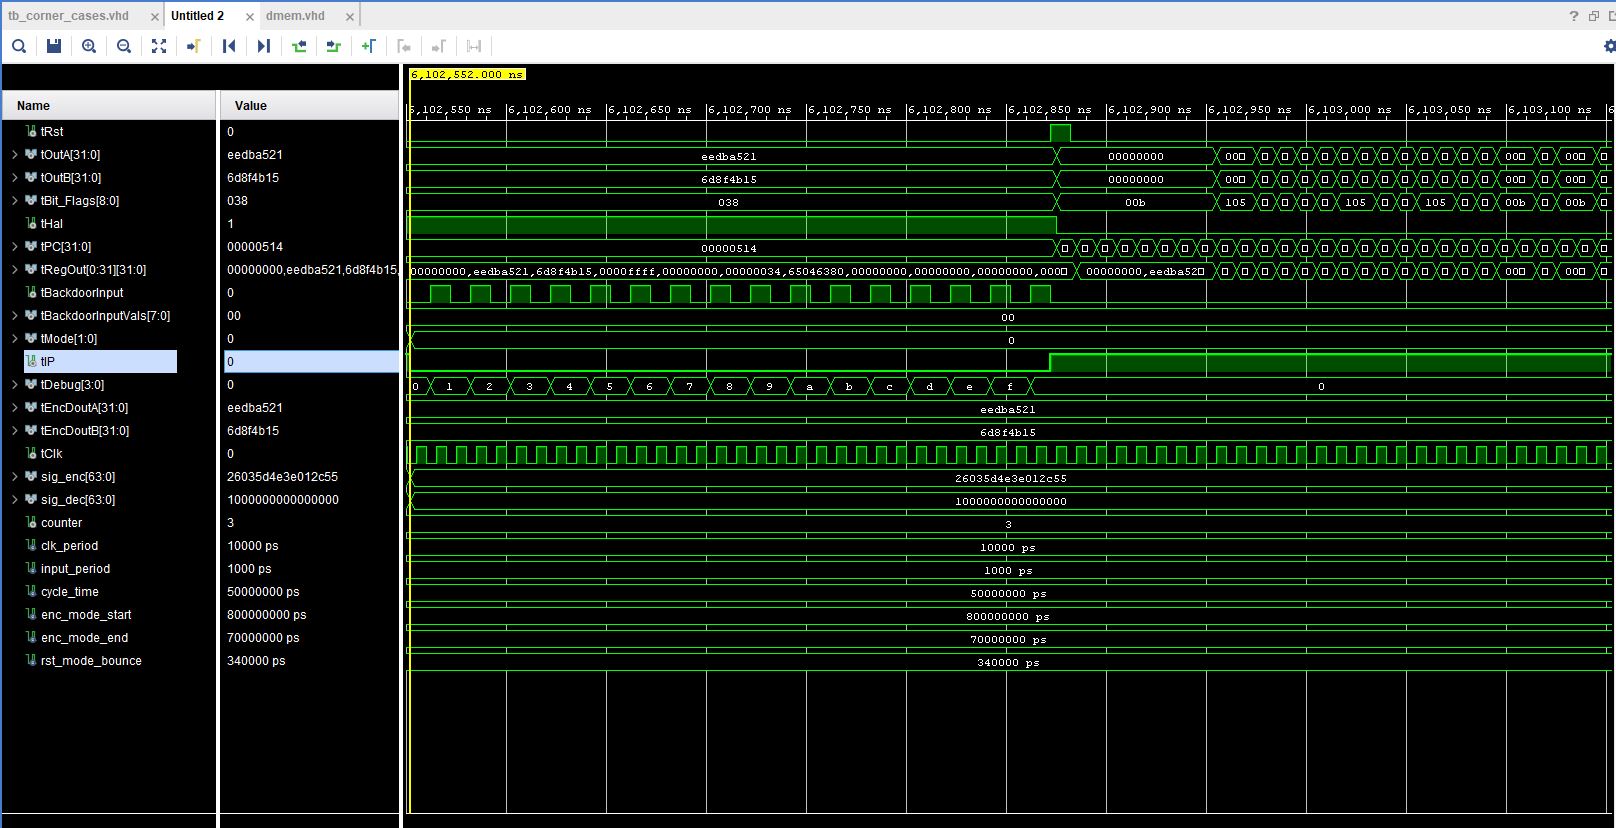 tb_corner_cases.vhd × Untitled 2 × dmem.vhd × ?
6,102,552.000 ns
Name Value
6,102,550 ns 6,102,600 ns 6,102,650 ns 6,102,700 ns 6,102,750 ns 6,102,800 ns 6,102,850 ns 6,102,900 ns 6,102,950 ns 6,103,000 ns 6,103,050 ns 6,103,100 ns 6
tRst 0
tOutA[31:0] eedba521 eedba521 00000000 00 00 00
tOutB[31:0] 6d8f4b15 6d8f4b15 00000000 00 00 00
tBit_Flags[8:0] 038 038 00b 105 105 105 00b 00b
tHal 1
tPC[31:0] 00000514 00000514
tRegOut[0:31][31:0] 00000000,eedba521,6d8f4b15, 00000000,eedba521,6d8f4b15,0000ffff,00000000,00000034,65046380,00000000,00000000,00000000,000 00000000,eedba52 00 00 00
tBackdoorInput 0
tBackdoorInputVals[7:0] 00 00
tMode[1:0] 0 0
tIP 0
tDebug[3:0] 0 0 1 2 3 4 5 6 7 8 9 a b c d e f 0
tEncDoutA[31:0] eedba521 eedba521
tEncDoutB[31:0] 6d8f4b15 6d8f4b15
tClk 0
sig_enc[63:0] 26035d4e3e012c55 26035d4e3e012c55
sig_dec[63:0] 1000000000000000 1000000000000000
counter 3 3
clk_period 10000 ps 10000 ps
input_period 1000 ps 1000 ps
cycle_time 50000000 ps 50000000 ps
enc_mode_start 800000000 ps 800000000 ps
enc_mode_end 70000000 ps 70000000 ps
rst_mode_bounce 340000 ps 340000 ps